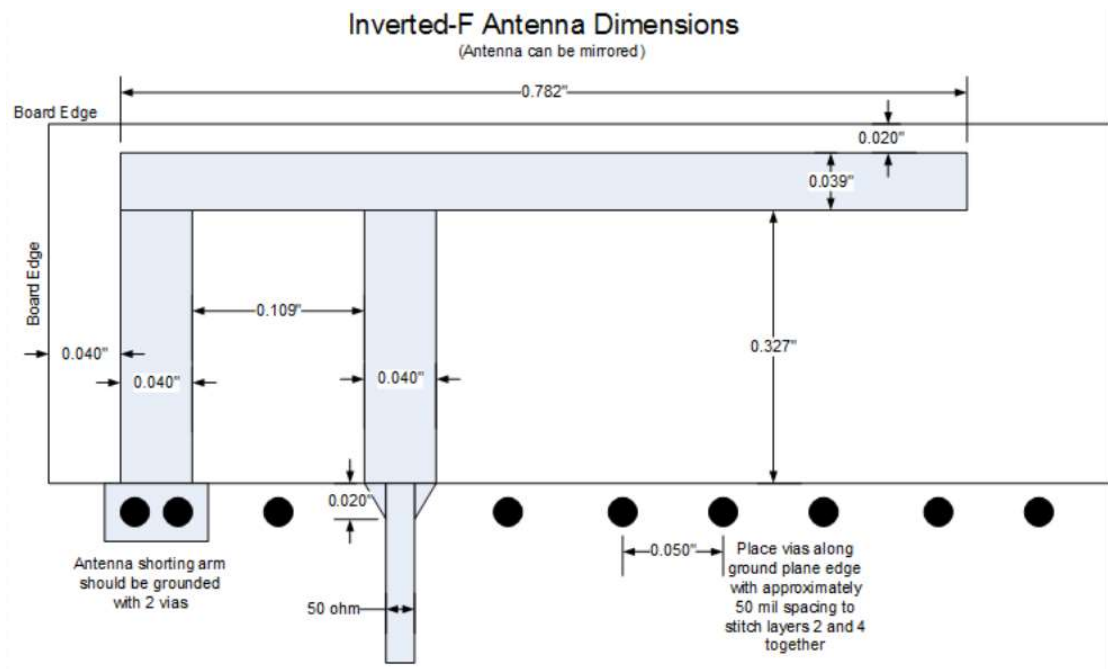 Inverted-F Antenna Dimensions
(Antenna can be mirrored)
0.782"
Board Edge
0.020"
0.039"
Board Edge
0.109"
0.327"
0.040"
0.040"
0.040"
0.020"
Antenna shorting arm
should be grounded
with 2 vias
0.050"
Place vias along
ground plane edge
with approximately
50 mil spacing to
stitch layers 2 and 4
together
50 ohm